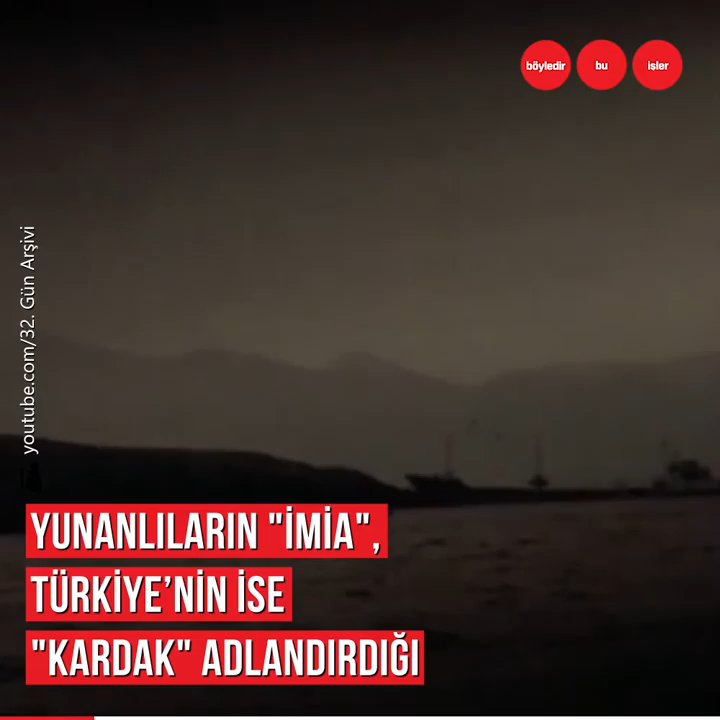 böyledir bu işler
youtube.com/32. Gün Arşivi
YUNANLILARIN "İMİA",
TÜRKİYE’NİN İSE
"KARDAK" ADLANDIRDIĞI